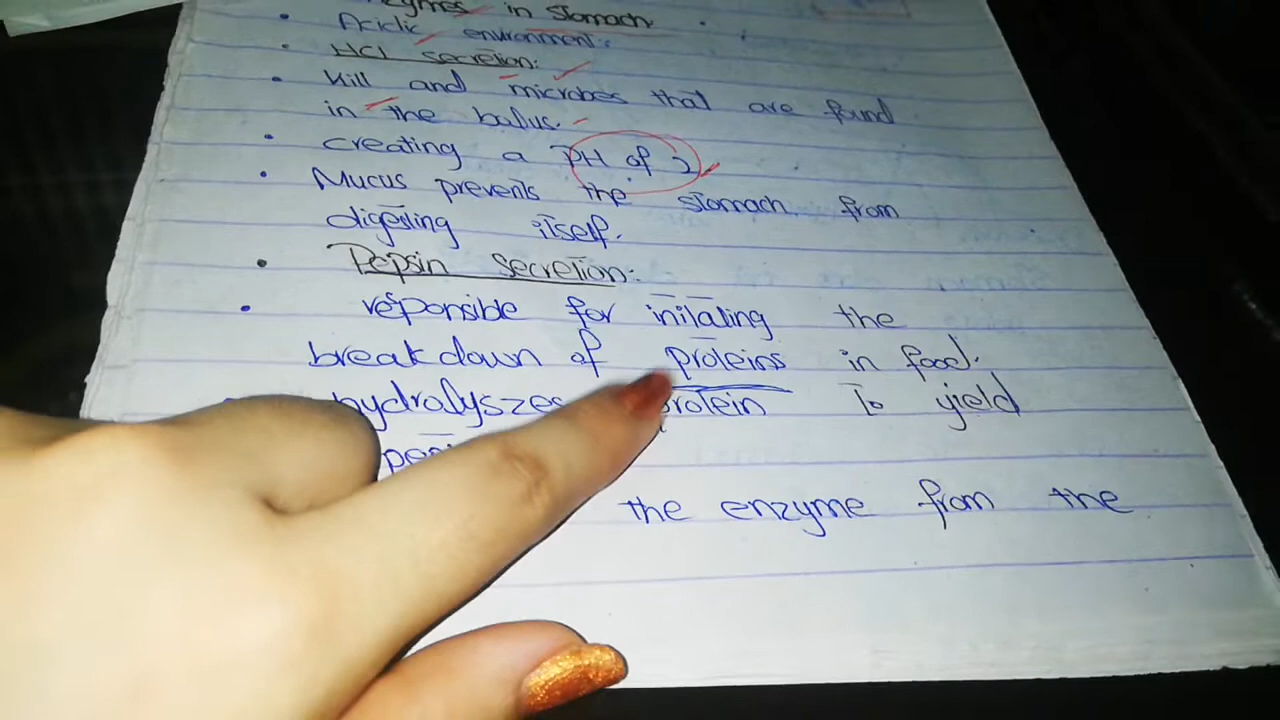 in stomach
Acidic environment:
HCl secretion:
Kill and microbes that are found
in the bolus.
creating a PH of 2
Mucus prevents the stomach from
digesting itself.
Pepsin secretion:
responsible for initating the
breakdown of proteins in food.
hydralyszes protein to yield
the enzyme from the